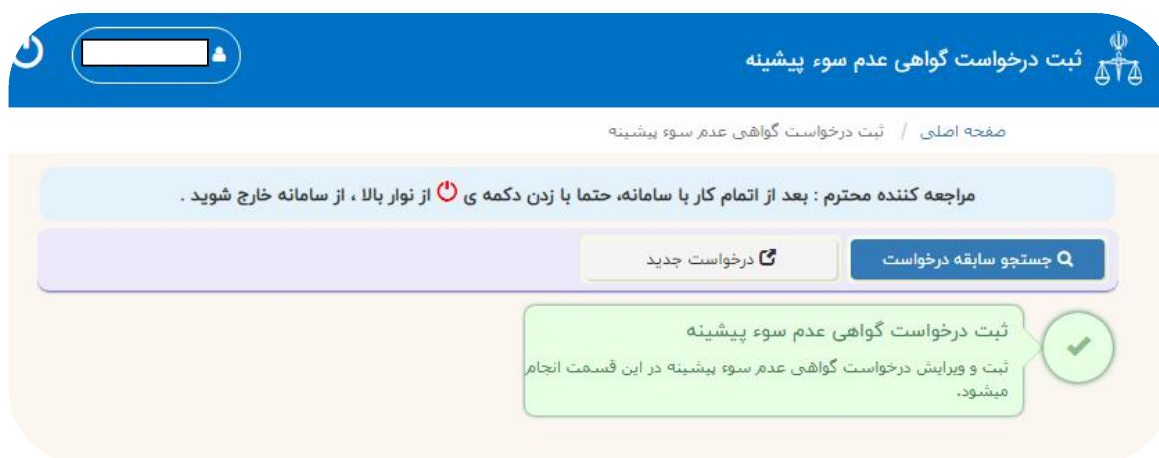 ثبت درخواست گواهی عدم سوء پیشینه
صفحه اصلی / ثبت درخواست گواهی عدم سوء پیشینه
مراجعه کننده محترم : بعد از اتمام کار با سامانه، حتما با زدن دکمه ی از نوار بالا ، از سامانه خارج شوید .
جستجو سابقه درخواست
درخواست جدید
ثبت درخواست گواهی عدم سوء پیشینه
ثبت و ویرایش درخواست گواهی عدم سوء پیشینه در این قسمت انجام
میشود.